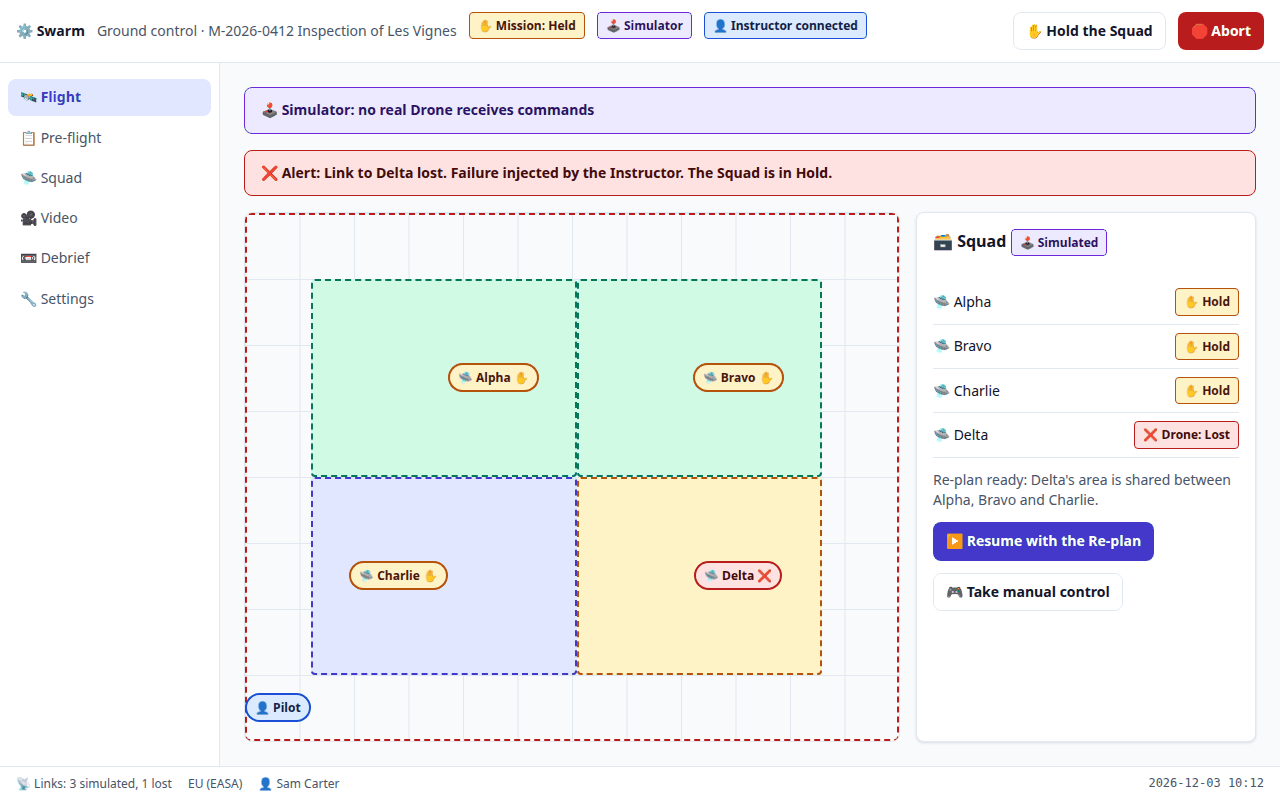 ⚙️ Swarm Ground control · M-2026-0412 Inspection of Les Vignes ✋ Mission: Held 🕹️ Simulator 👤 Instructor connected ✋ Hold the Squad 🛑 Abort
🛰️ Flight
📋 Pre-flight
🛸 Squad
🎥 Video
📼 Debrief
🔧 Settings
🕹️ Simulator: no real Drone receives commands
❌ Alert: Link to Delta lost. Failure injected by the Instructor. The Squad is in Hold.
🛸 Alpha ✋
🛸 Bravo ✋
🛸 Charlie ✋
🛸 Delta ❌
👤 Pilot
🗃️ Squad 🕹️ Simulated
🛸 Alpha ✋ Hold
🛸 Bravo ✋ Hold
🛸 Charlie ✋ Hold
🛸 Delta ❌ Drone: Lost
Re-plan ready: Delta's area is shared between
Alpha, Bravo and Charlie.
▶️ Resume with the Re-plan
🎮 Take manual control
📡 Links: 3 simulated, 1 lost EU (EASA) 👤 Sam Carter 2026-12-03 10:12